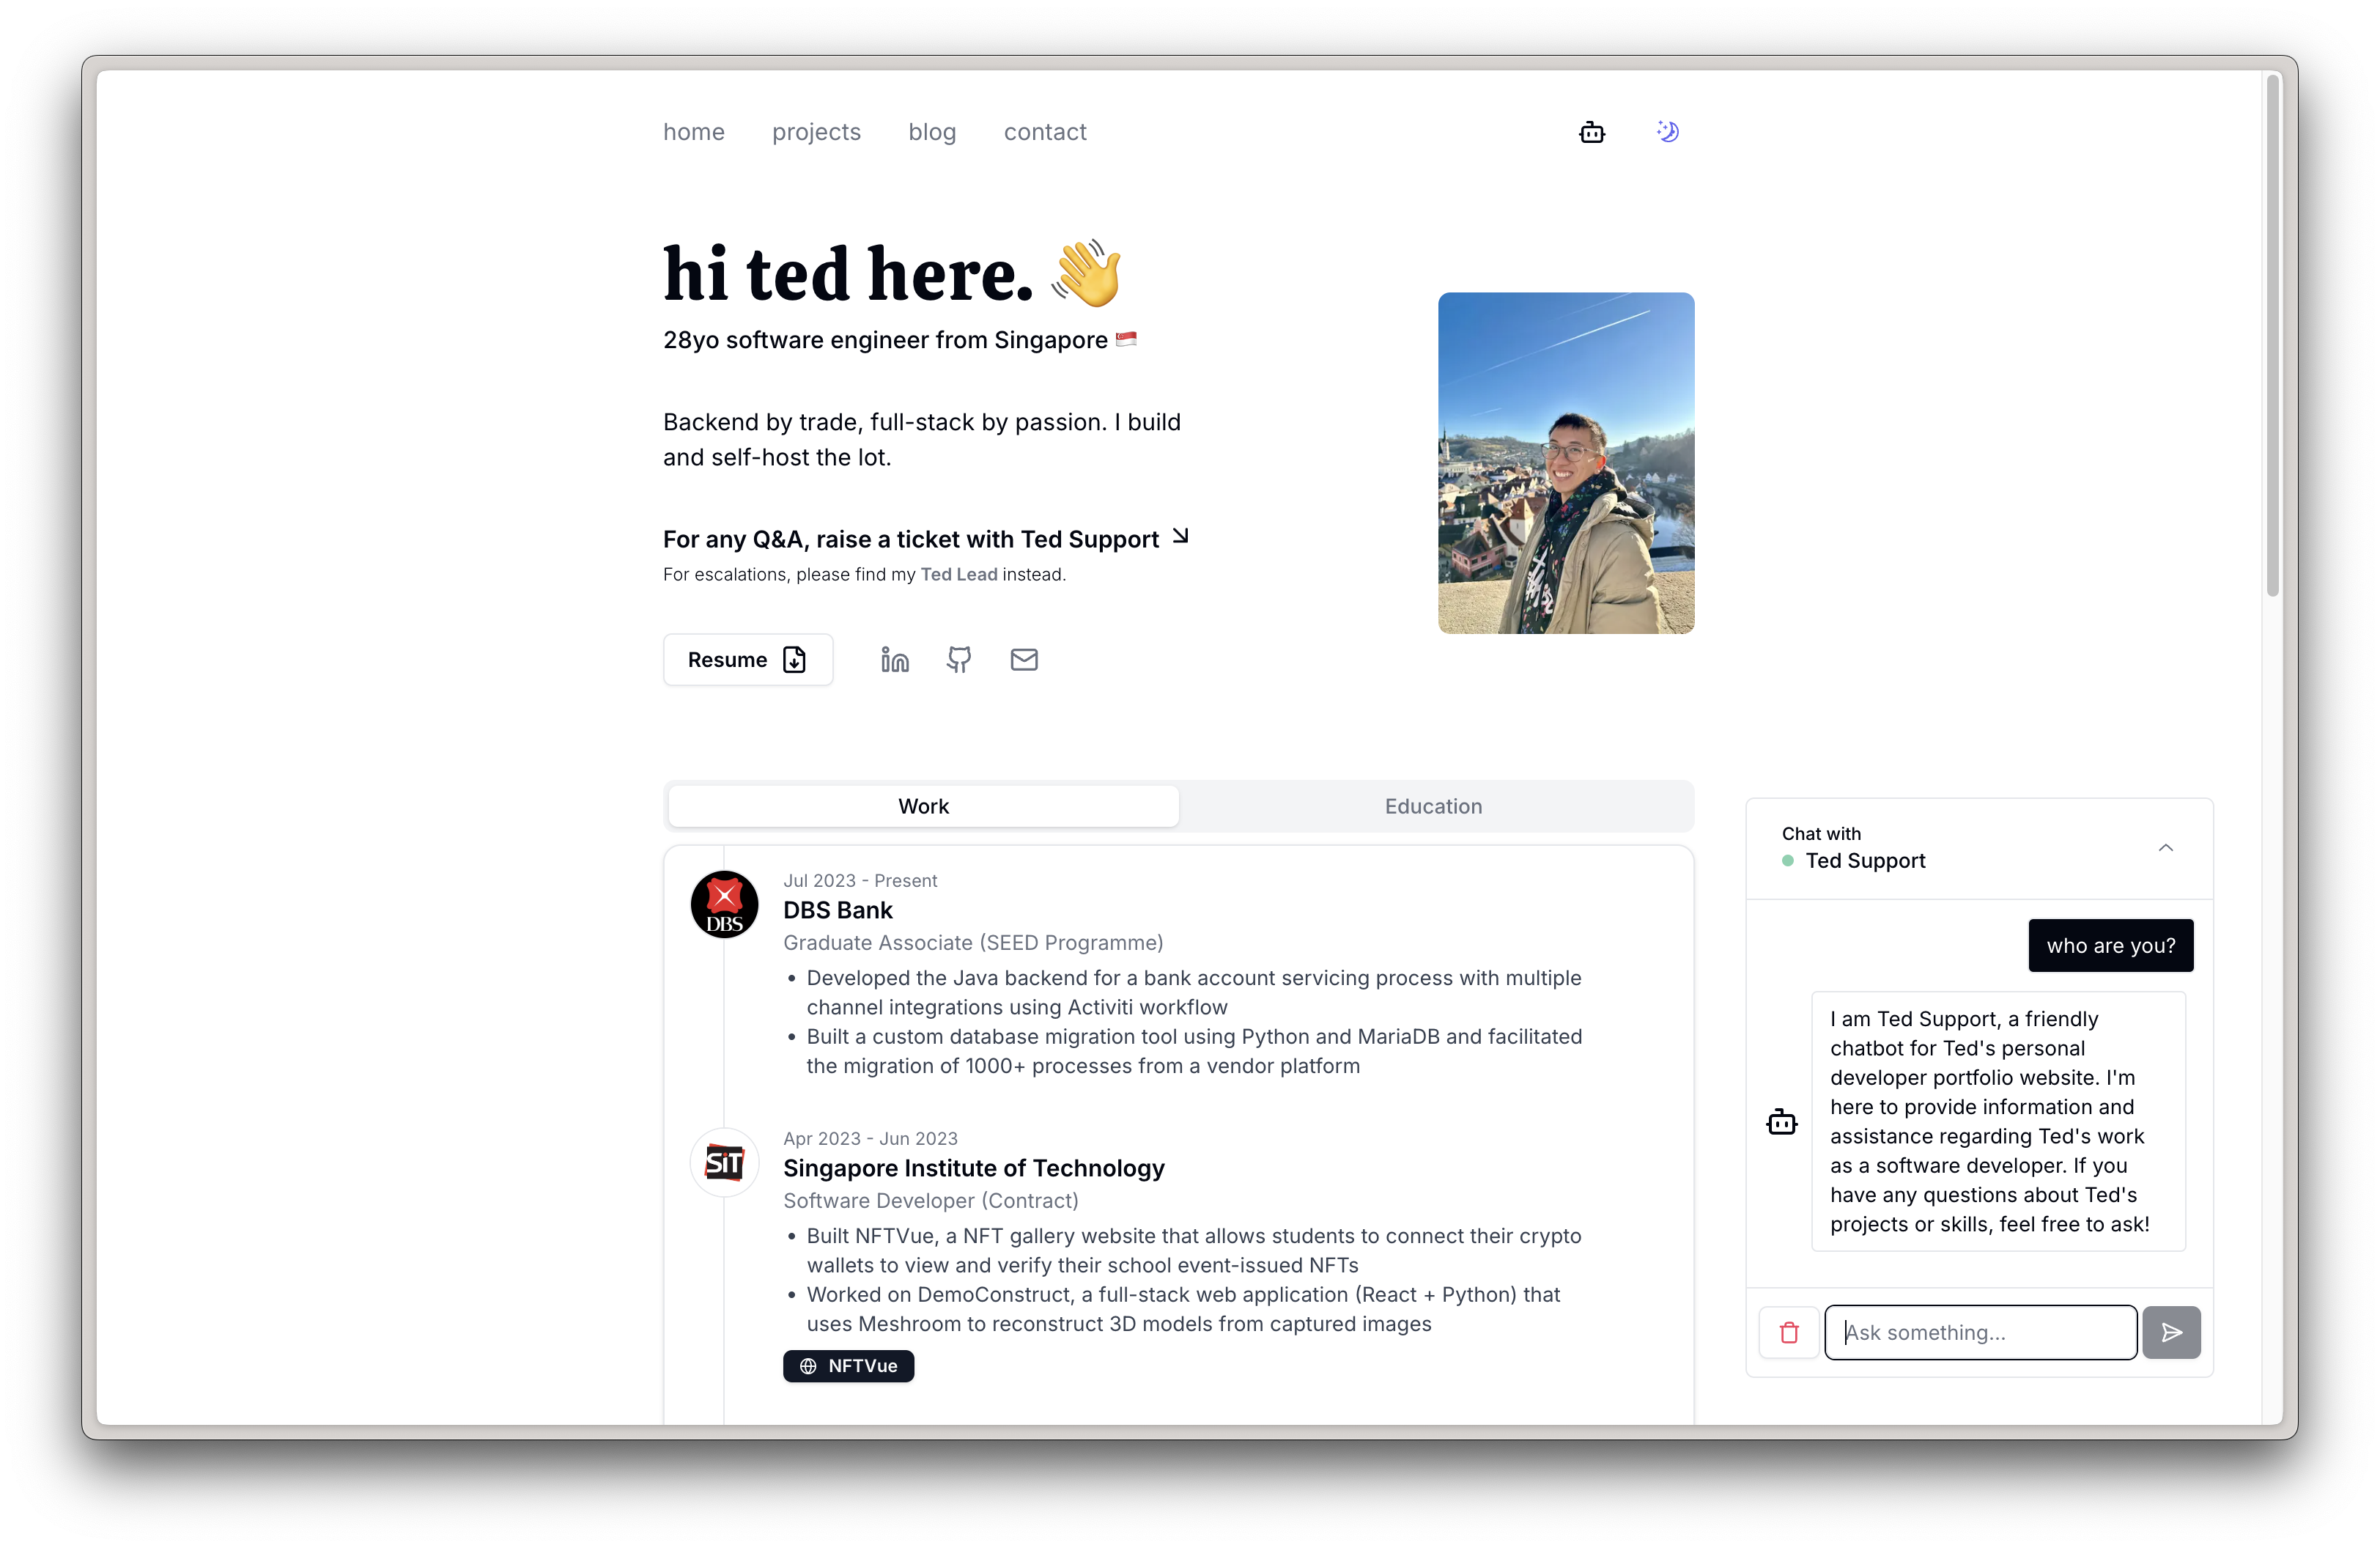 home projects blog contact
hi ted here. 👋
28yo software engineer from Singapore 🇸🇬
Backend by trade, full-stack by passion. I build
and self-host the lot.
For any Q&A, raise a ticket with Ted Support
For escalations, please find my Ted Lead instead.
Resume
Work Education
Jul 2023 - Present
DBS
DBS Bank
Graduate Associate (SEED Programme)
• Developed the Java backend for a bank account servicing process with multiple
channel integrations using Activiti workflow
• Built a custom database migration tool using Python and MariaDB and facilitated
the migration of 1000+ processes from a vendor platform
Apr 2023 - Jun 2023
SiT
Singapore Institute of Technology
Software Developer (Contract)
• Built NFTVue, a NFT gallery website that allows students to connect their crypto
wallets to view and verify their school event-issued NFTs
• Worked on DemoConstruct, a full-stack web application (React + Python) that
uses Meshroom to reconstruct 3D models from captured images
NFTVue
Chat with
Ted Support
who are you?
I am Ted Support, a friendly
chatbot for Ted's personal
developer portfolio website. I'm
here to provide information and
assistance regarding Ted's work
as a software developer. If you
have any questions about Ted's
projects or skills, feel free to ask!
Ask something...